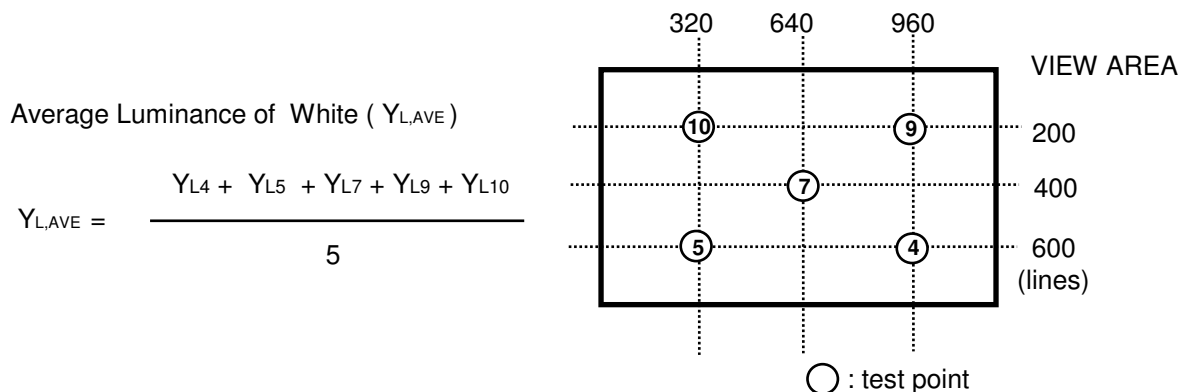 Average Luminance of White ( YL,AVE )
YL,AVE =
YL4 + YL5 + YL7 + YL9 + YL10
5
320 640 960
VIEW AREA
10 9 200
7 400
5 4 600
(lines)
: test point